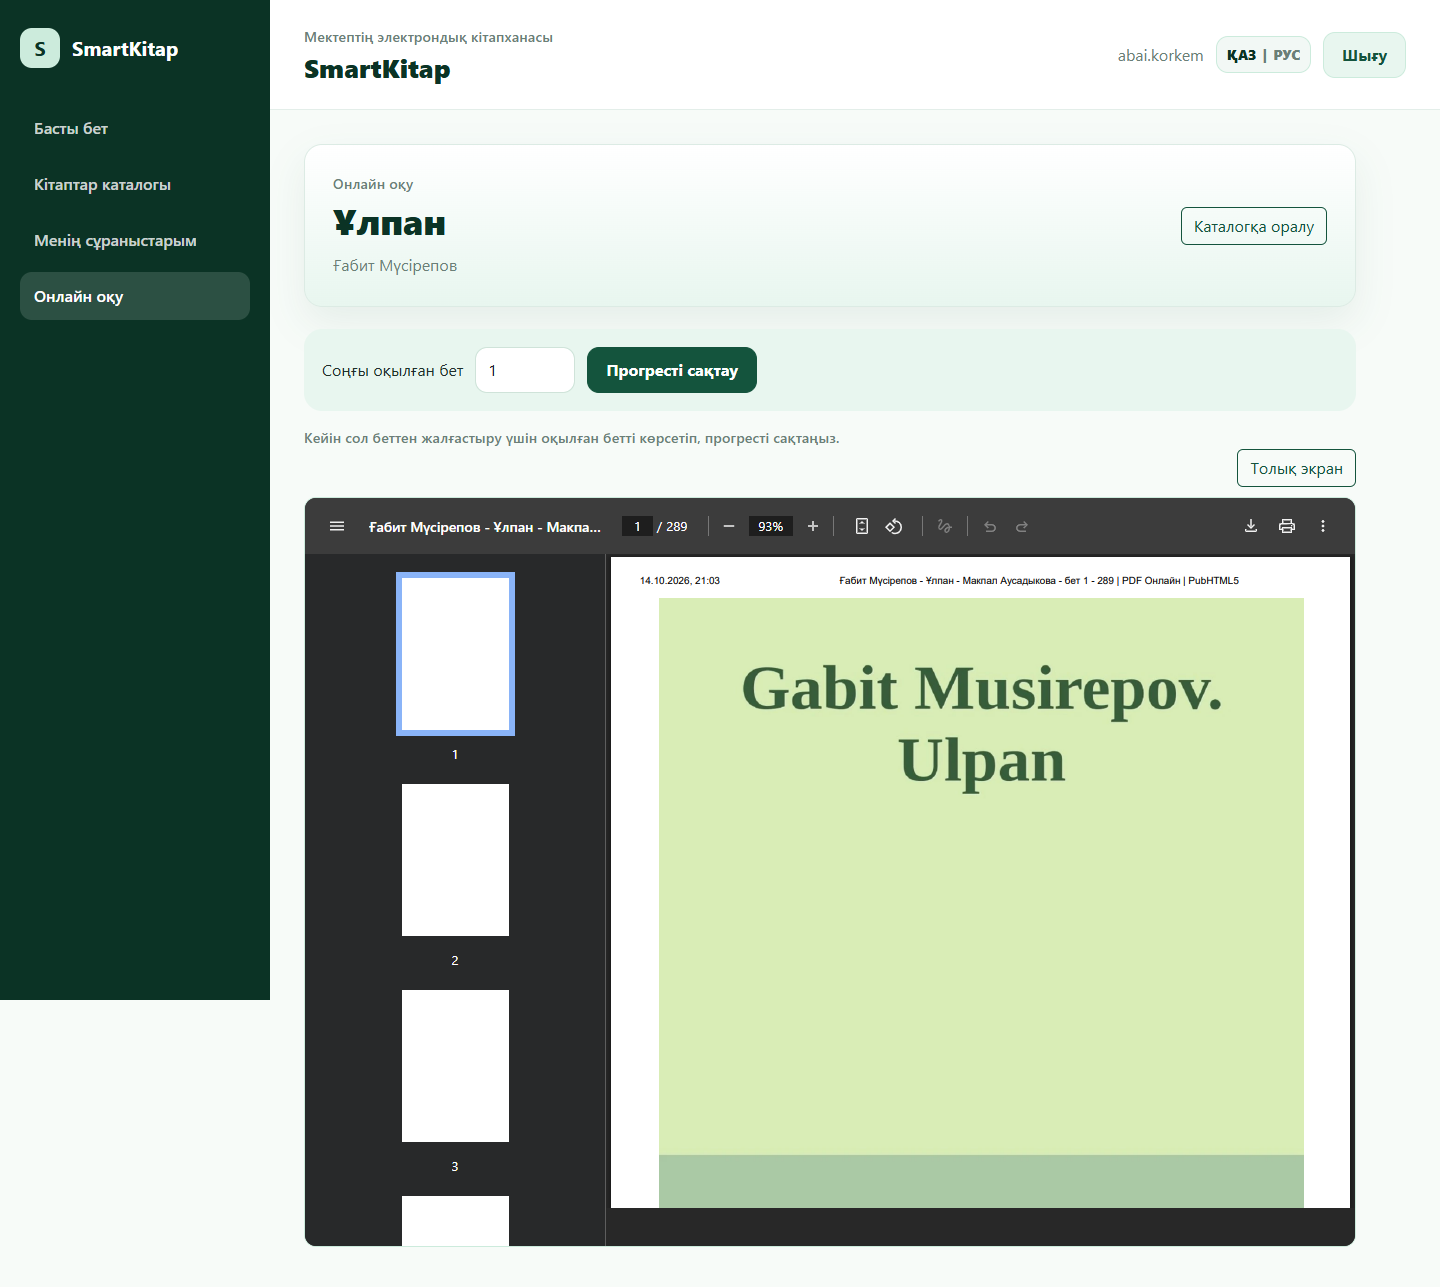 S SmartKitap
Басты бет
Кітаптар каталогы
Менің сұраныстарым
Онлайн оқу
Мектептің электрондық кітапханасы
SmartKitap
abai.korkem ҚАЗ | РУС Шығу
Онлайн оқу
Ұлпан
Ғабит Мүсірепов
Каталогқа оралу
Соңғы оқылған бет 1 Прогресті сақтау
Кейін сол беттен жалғастыру үшін оқылған бетті көрсетіп, прогресті сақтаңыз.
Толық экран
Ғабит Мүсірепов - Ұлпан - Макпа... 1 / 289 93%
1
2
3
14.10.2026, 21:03 Ғабит Мүсірепов - Ұлпан - Макпал Аусадыкова - бет 1 - 289 | PDF Онлайн | PubHTML5
Gabit Musirepov.
Ulpan